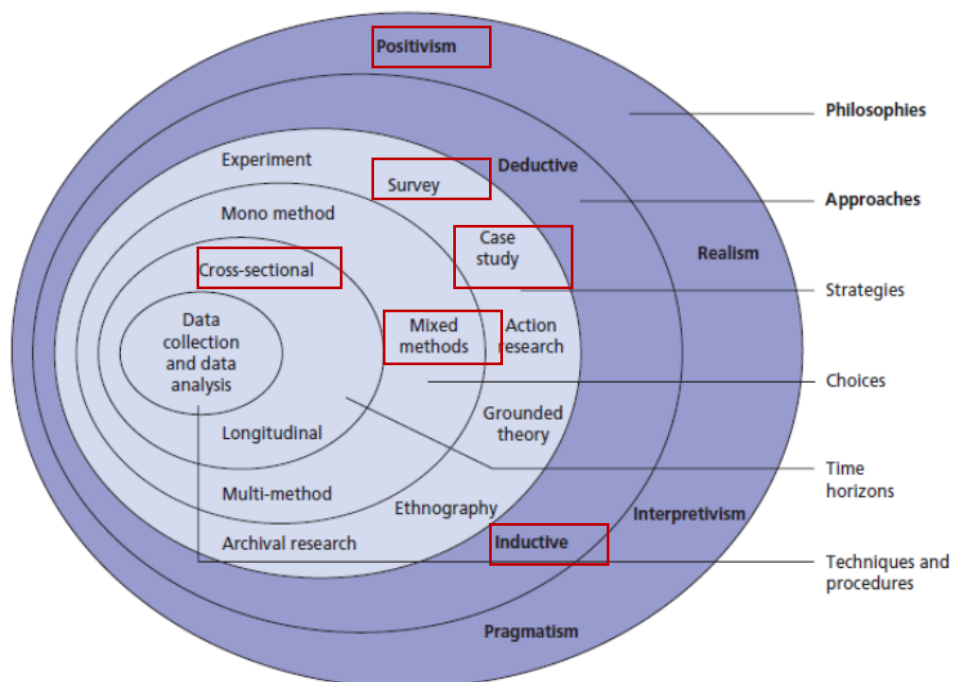 Positivism
Philosophies
Experiment
Deductive
Survey
Approaches
Mono method
Case
study
Realism
Cross-sectional
Strategies
Data
collection
and data
analysis
Mixed
methods
Action
research
Choices
Grounded
theory
Longitudinal
Time
horizons
Multi-method
Ethnography
Interpretivism
Archival research
Inductive
Techniques and
procedures
Pragmatism